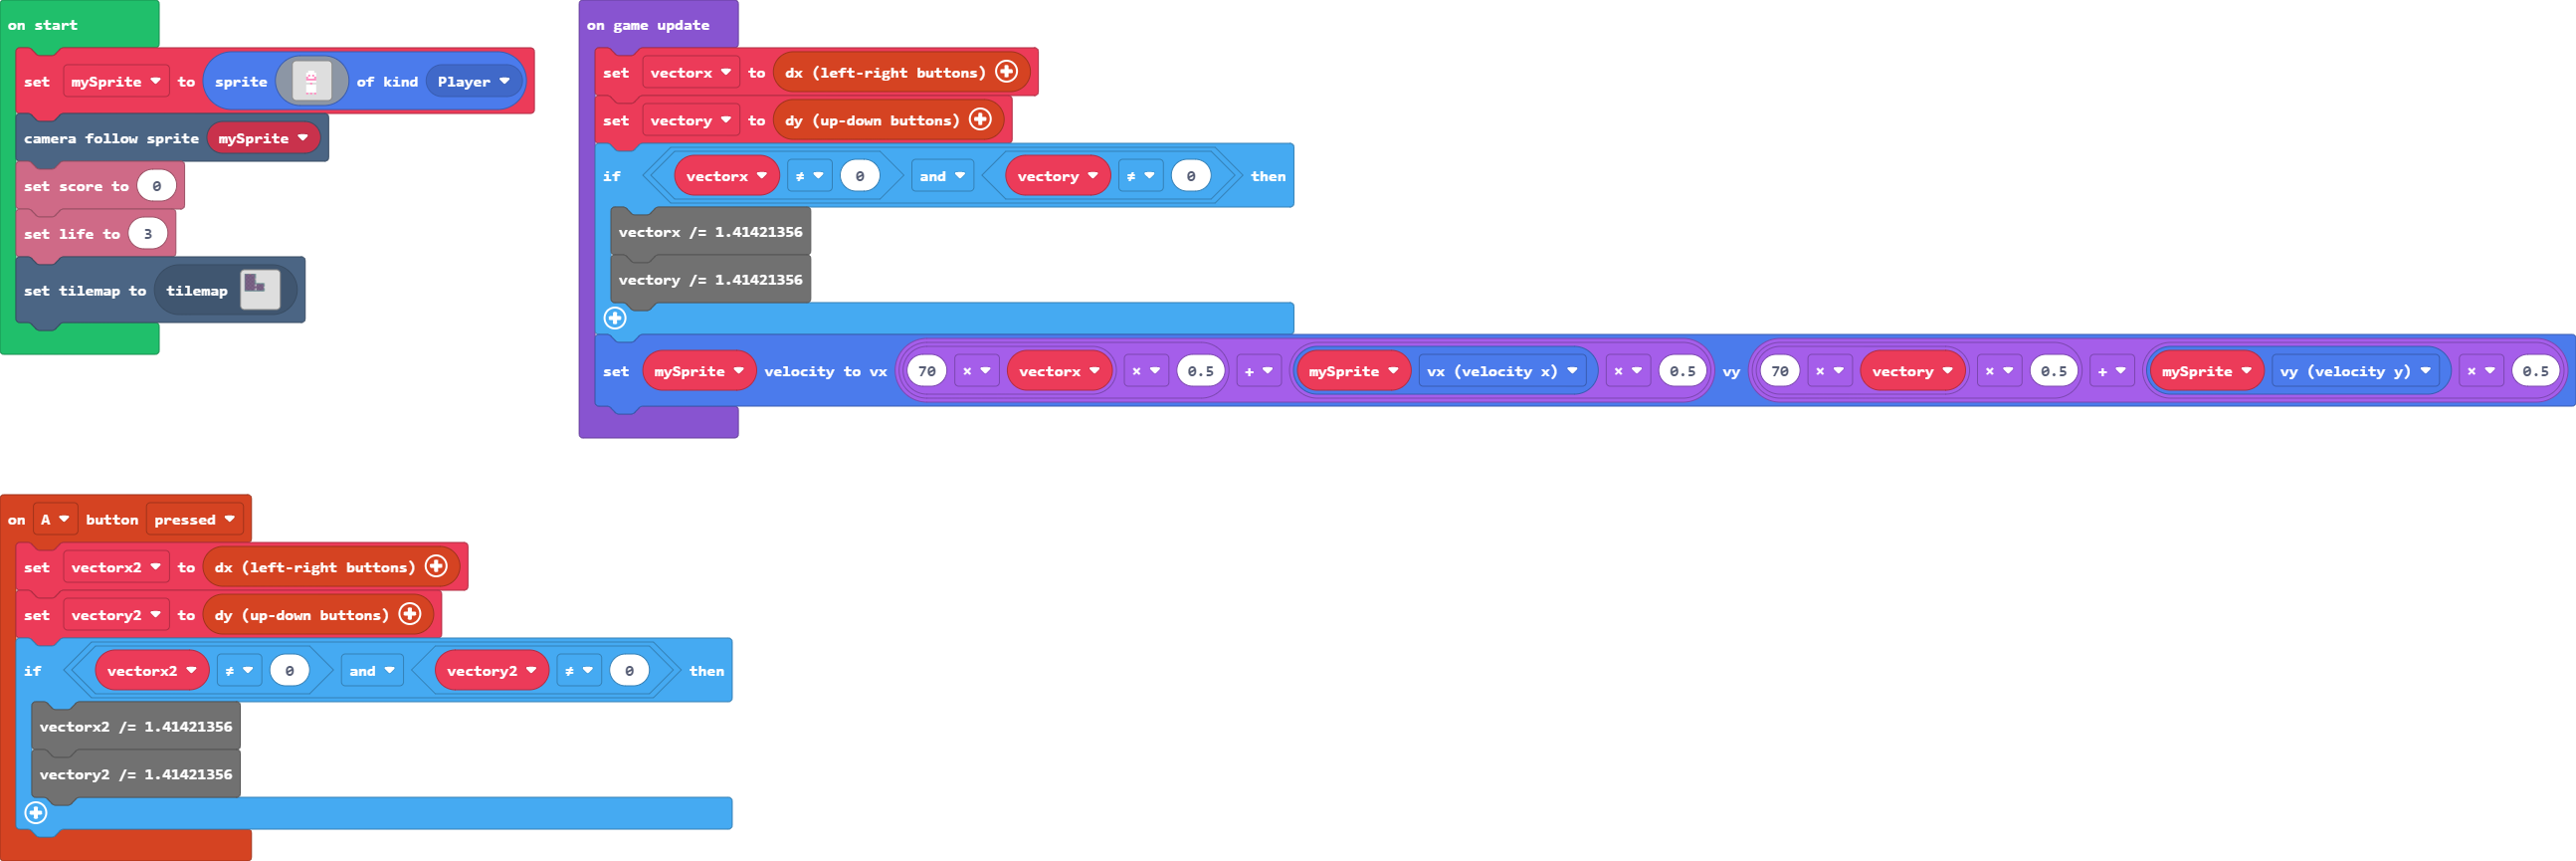 on start
set mySprite to sprite of kind Player
camera follow sprite mySprite
set score to 0
set life to 3
set tilemap to tilemap
on game update
set vectorx to dx (left-right buttons)
set vectory to dy (up-down buttons)
if vectorx ≠ 0 and vectory ≠ 0 then
vectorx /= 1.41421356
vectory /= 1.41421356
set mySprite velocity to vx 70 × vectorx × 0.5 + mySprite vx (velocity x) × 0.5 vy 70 × vectory × 0.5 + mySprite vy (velocity y) × 0.5
on A button pressed
set vectorx2 to dx (left-right buttons)
set vectory2 to dy (up-down buttons)
if vectorx2 ≠ 0 and vectory2 ≠ 0 then
vectorx2 /= 1.41421356
vectory2 /= 1.41421356